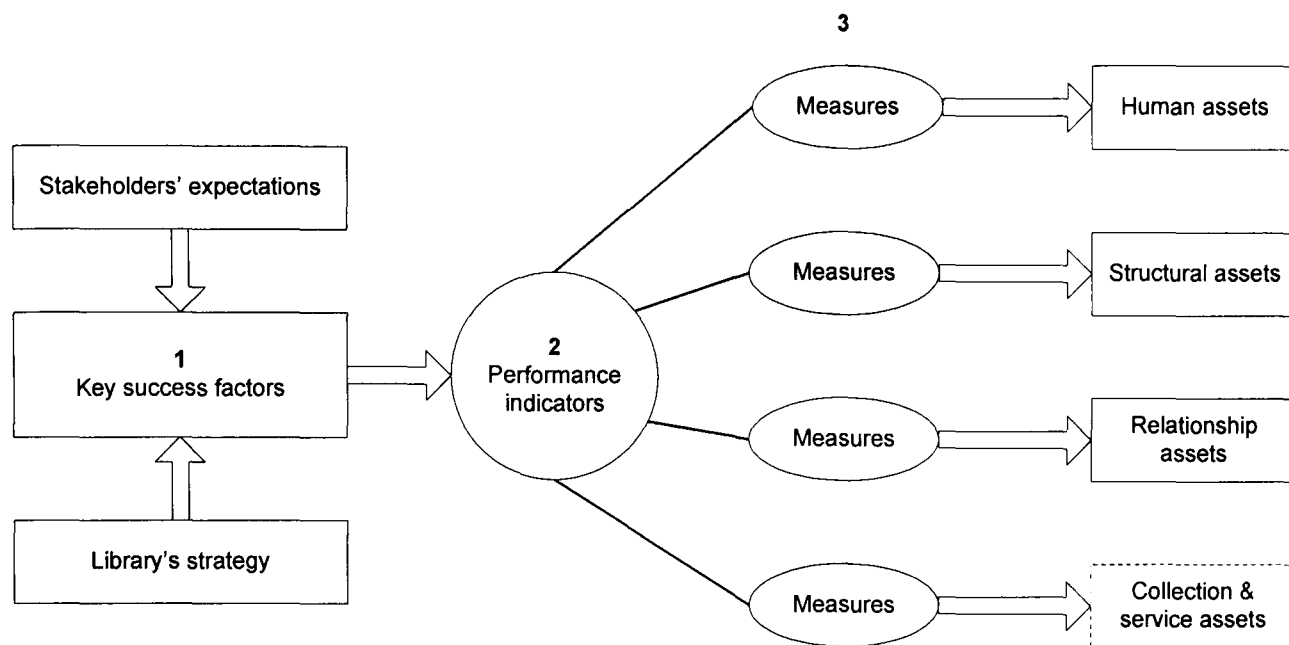 3
Measures
Human assets
Stakeholders' expectations
Measures
Structural assets
1
Key success factors
2
Performance
indicators
Measures
Relationship
assets
Library's strategy
Measures
Collection &
service assets